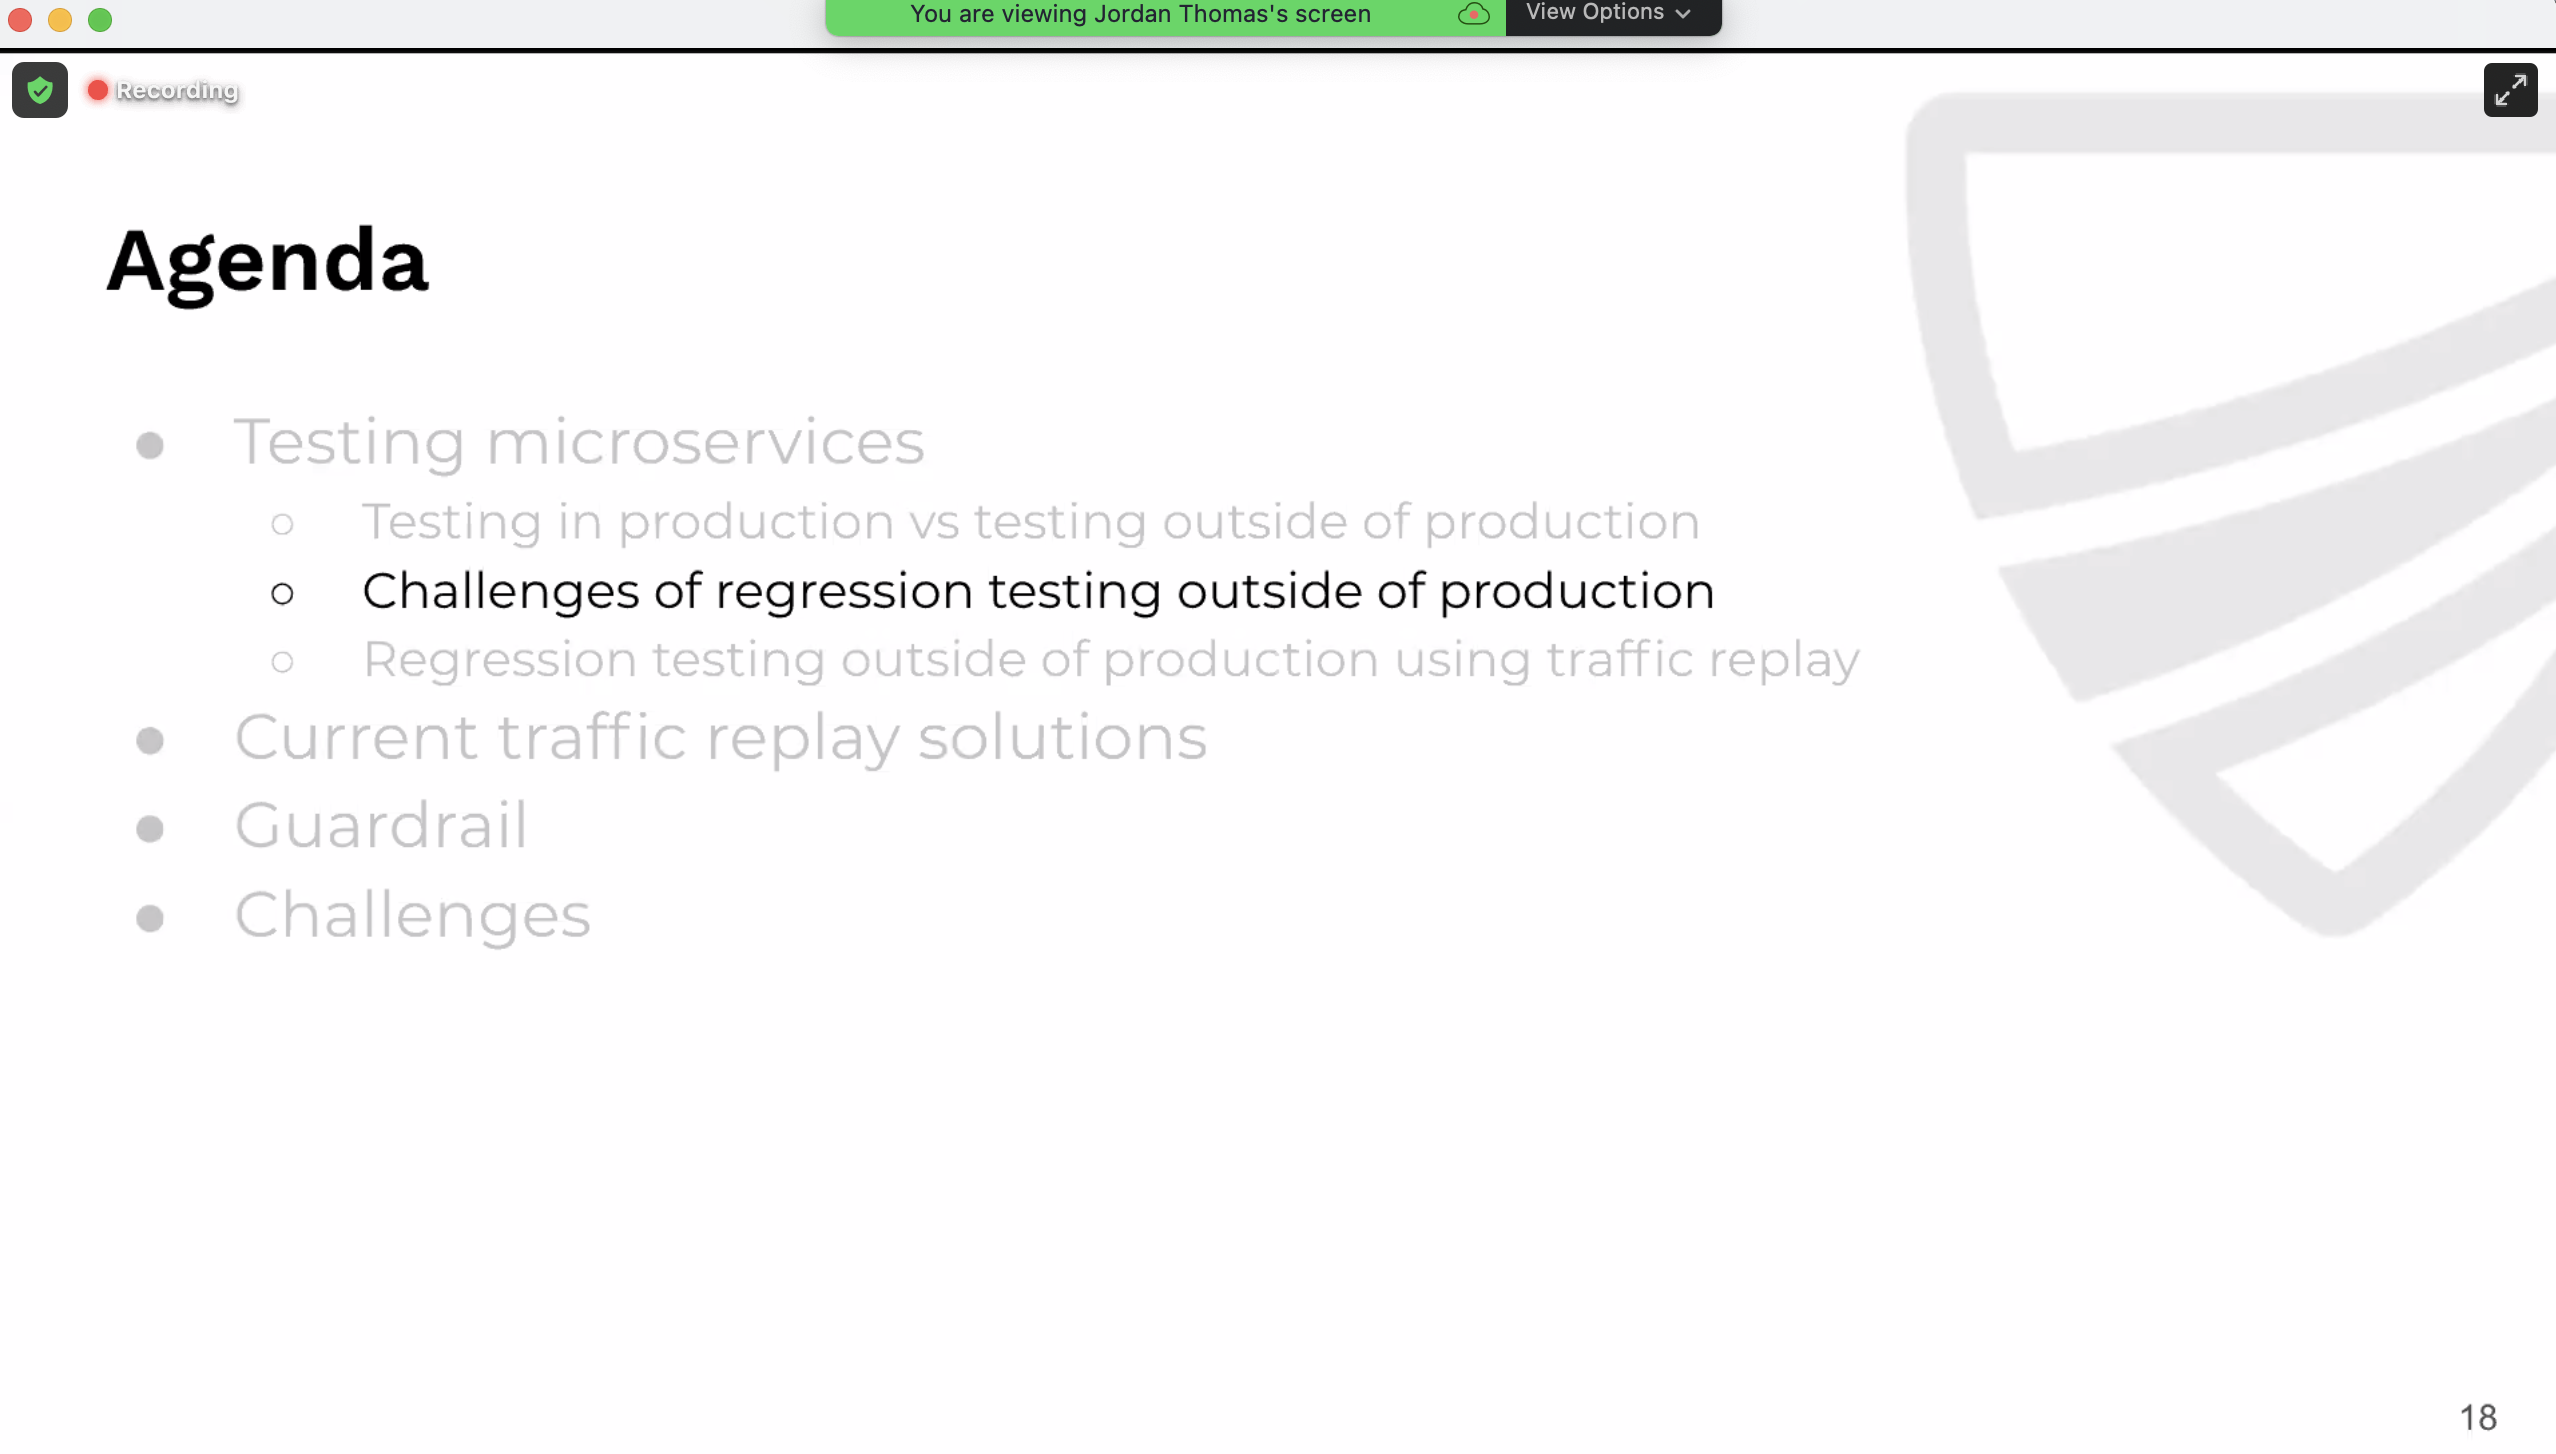 You are viewing Jordan Thomas's screen
View Options
Recording
Agenda
Testing microservices
Testing in production vs testing outside of production
Challenges of regression testing outside of production
Regression testing outside of production using traffic replay
Current traffic replay solutions
Guardrail
Challenges
18